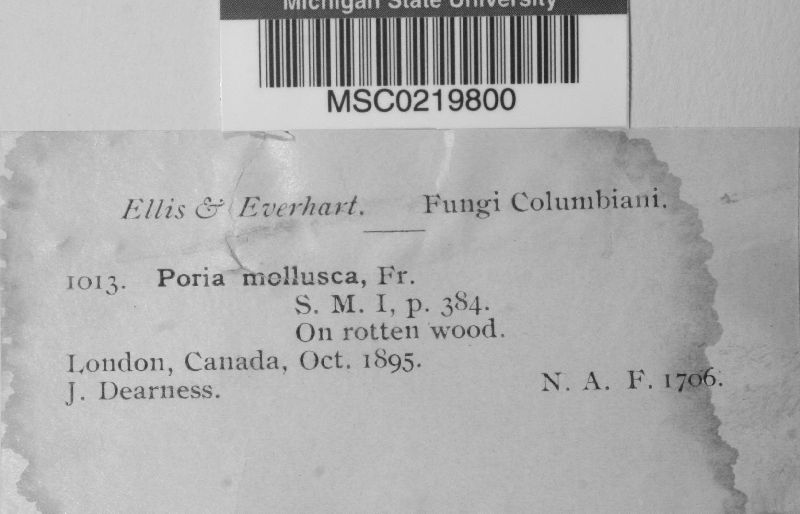 Michigan State University
MSC0219800
Ellis & Everhart. Fungi Columbiani.
1013. Poria mollusca, Fr.
S. M. I, p. 384.
On rotten wood.
London, Canada, Oct. 1895.
J. Dearness. N. A. F. 1706.